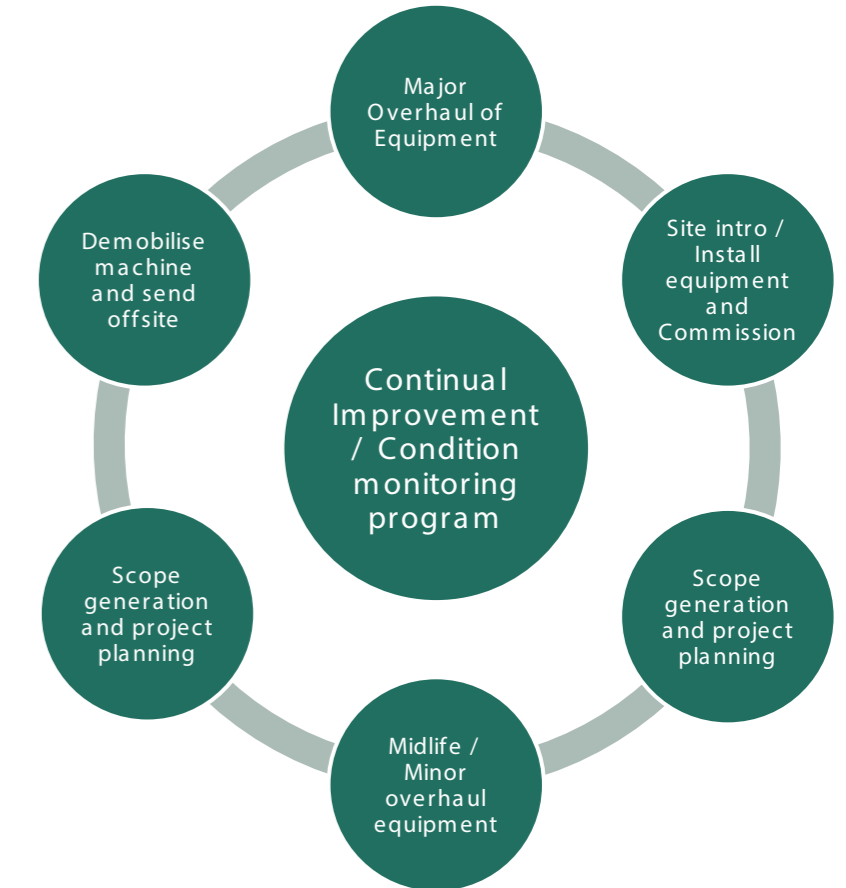 Major
Overhaul of
Equipment
Site intro /
Install
equipment
and
Commission
Scope
generation
and project
planning
Midlife /
Minor
overhaul
equipment
Scope
generation
and project
planning
Demobilise
machine
and send
offsite
Continual
Improvement
/ Condition
monitoring
program